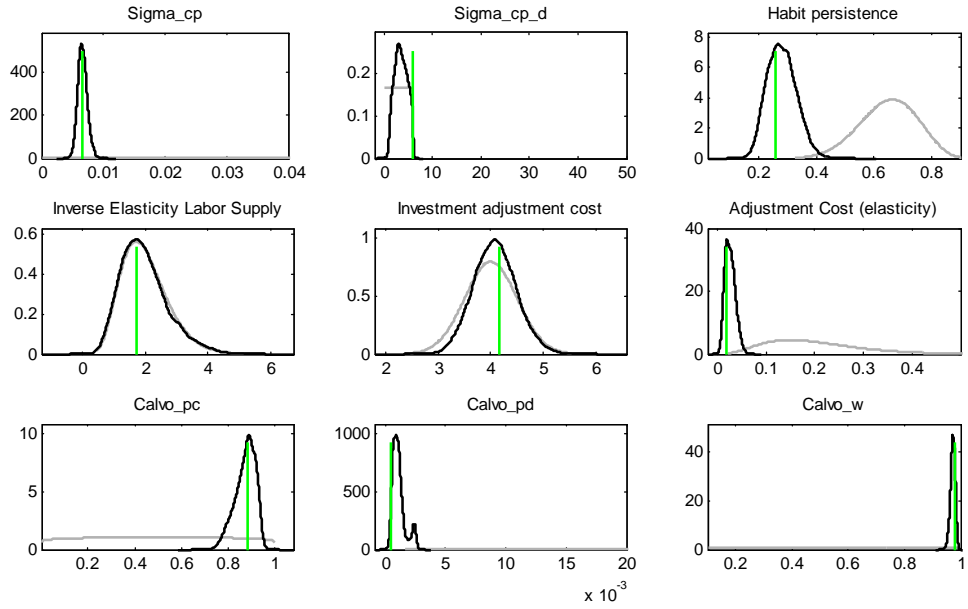 Sigma_cp
Sigma_cp_d
Habit persistence
500
400
200
0
0 0.01 0.02 0.03 0.04
0.2
0.1
0
0 10 20 30 40 50
8
6
4
2
0
0.2 0.4 0.6 0.8
Inverse Elasticity Labor Supply
Investment adjustment cost
Adjustment Cost (elasticity)
0.6
0.4
0.2
0
0 2 4 6
1
0.5
0
2 3 4 5 6
40
20
0
0 0.1 0.2 0.3 0.4
Calvo_pc
Calvo_pd
Calvo_w
10
5
0
0.2 0.4 0.6 0.8 1
1000
500
0
0 5 10 15 20
x 10-3
40
20
0
0.2 0.4 0.6 0.8 1